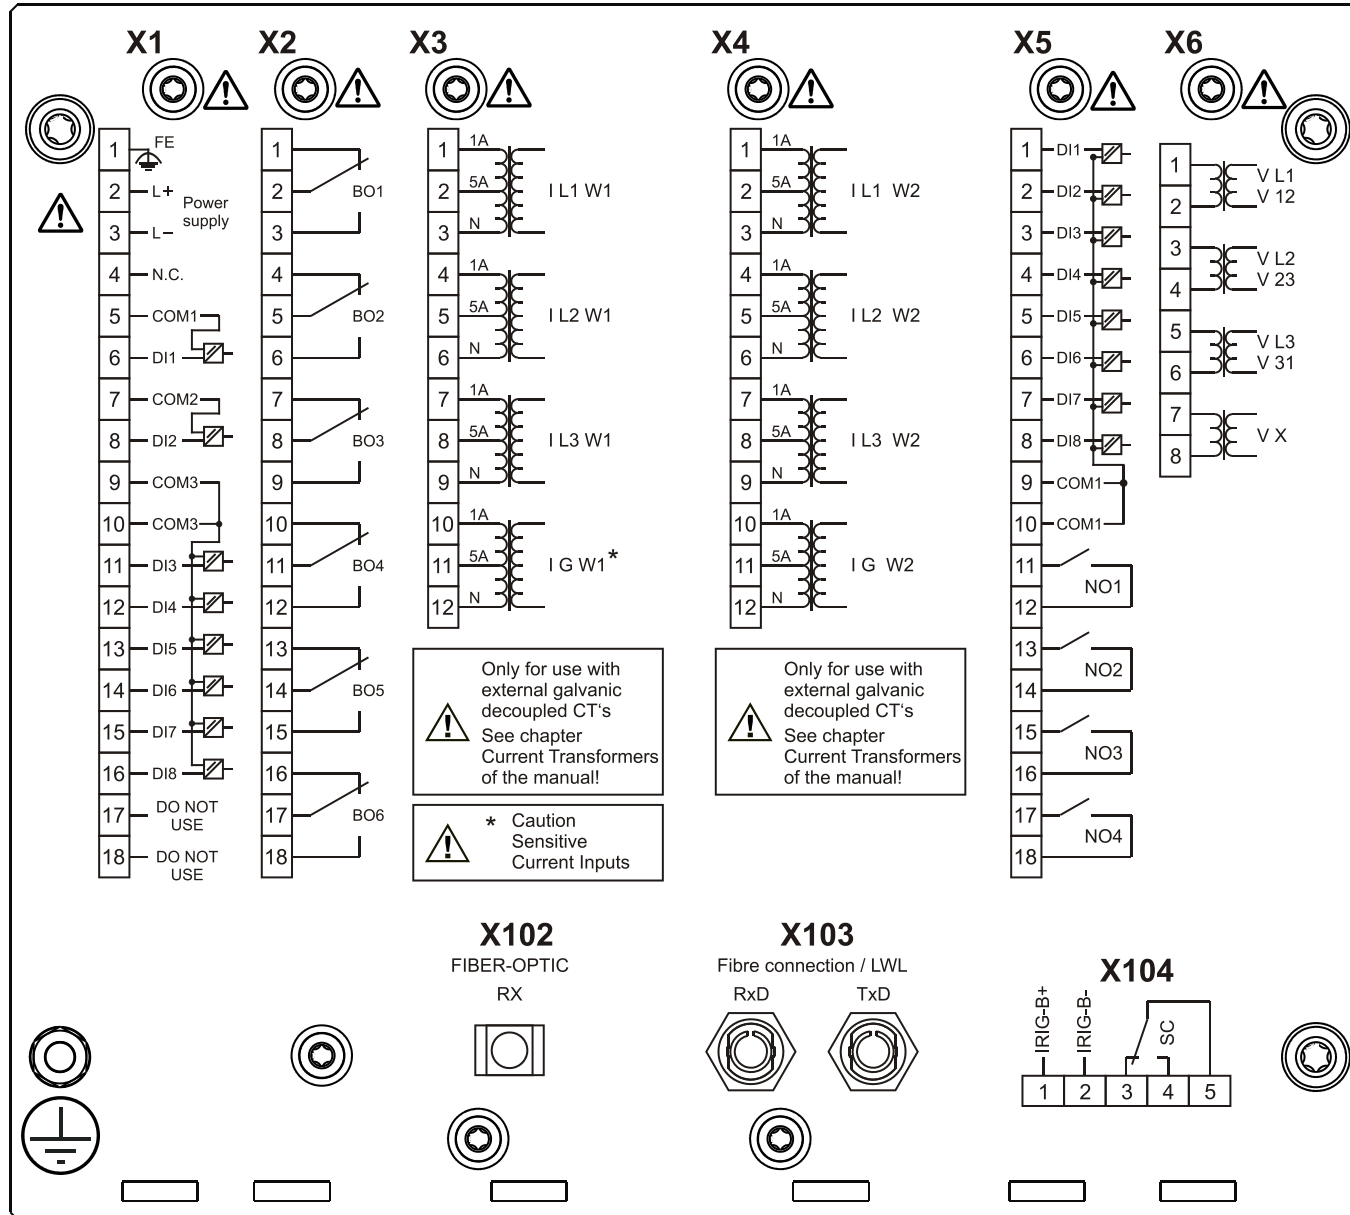 X1
X2
X3
X4
X5
X6
1 FE
2 L+
Power
supply
3 L−
4 N.C.
5 COM1
6 DI1
7 COM2
8 DI2
9 COM3
10 COM3
11 DI3
12 DI4
13 DI5
14 DI6
15 DI7
16 DI8
17 DO NOT
USE
18 DO NOT
USE
1
2 BO1
3
4
5 BO2
6
7
8 BO3
9
10
11 BO4
12
13
14 BO5
15
16
17 BO6
18
1 1A
2 5A I L1 W1
3 N
4 1A
5 5A I L2 W1
6 N
7 1A
8 5A I L3 W1
9 N
10 1A
11 5A I G W1*
12 N
Only for use with
external galvanic
decoupled CT‘s
See chapter
Current Transformers
of the manual!
* Caution
Sensitive
Current Inputs
1 1A
2 5A I L1 W2
3 N
4 1A
5 5A I L2 W2
6 N
7 1A
8 5A I L3 W2
9 N
10 1A
11 5A I G W2
12 N
Only for use with
external galvanic
decoupled CT‘s
See chapter
Current Transformers
of the manual!
1 DI1
2 DI2
3 DI3
4 DI4
5 DI5
6 DI6
7 DI7
8 DI8
9 COM1
10 COM1
11
NO1
12
13
NO2
14
15
NO3
16
17
NO4
18
1 V L1
2 V 12
3 V L2
4 V 23
5 V L3
6 V 31
7
V X
8
X102
FIBER-OPTIC
RX
X103
Fibre connection / LWL
RxD TxD
X104
IRIG-B+
IRIG-B-
SC
1 2 3 4 5